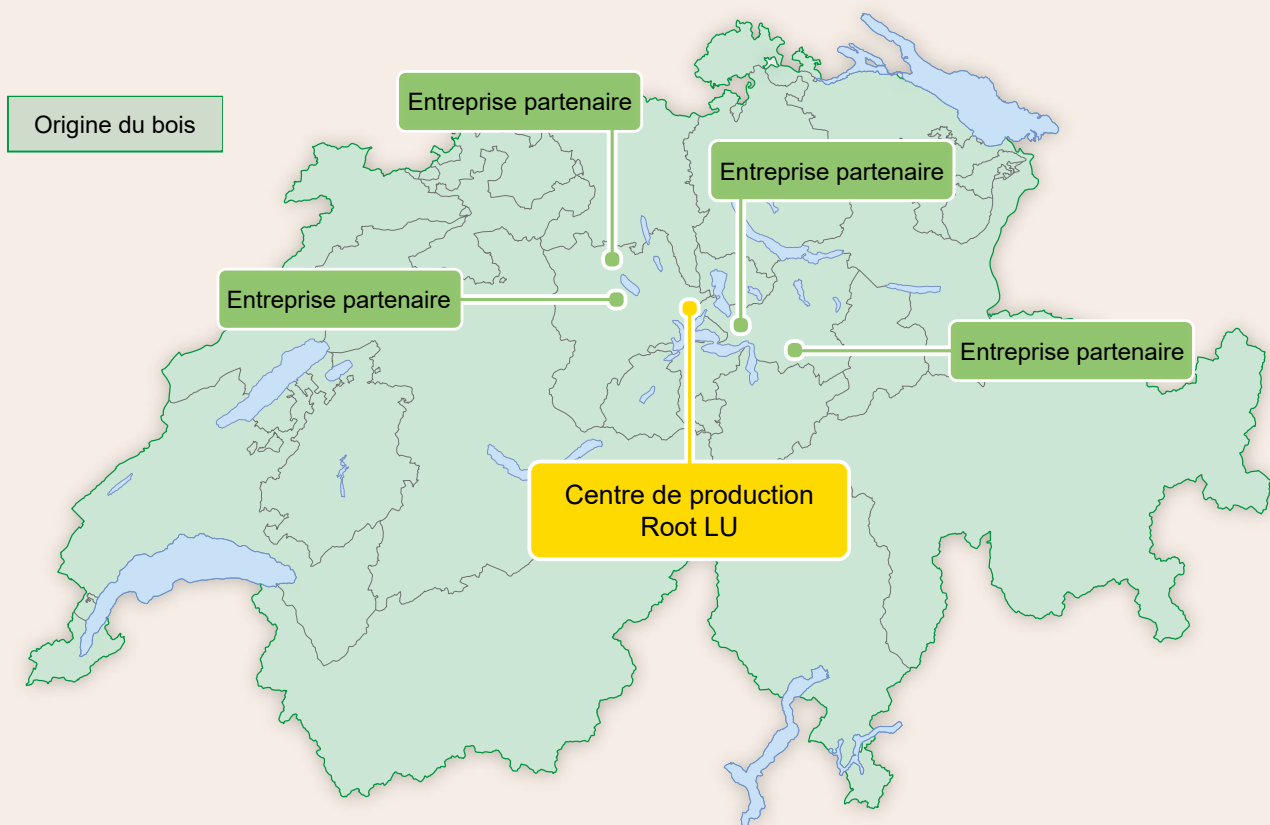 Entreprise partenaire
Origine du bois
Entreprise partenaire
Entreprise partenaire
Entreprise partenaire
Centre de production
Root LU